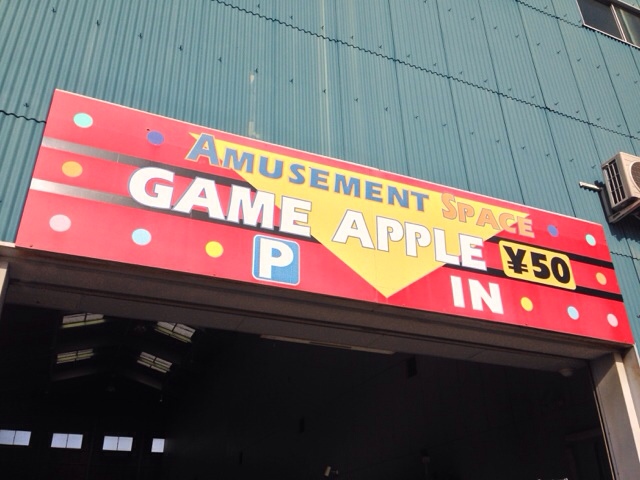 AMUSEMENT SPACE
GAME APPLE
¥50
P IN